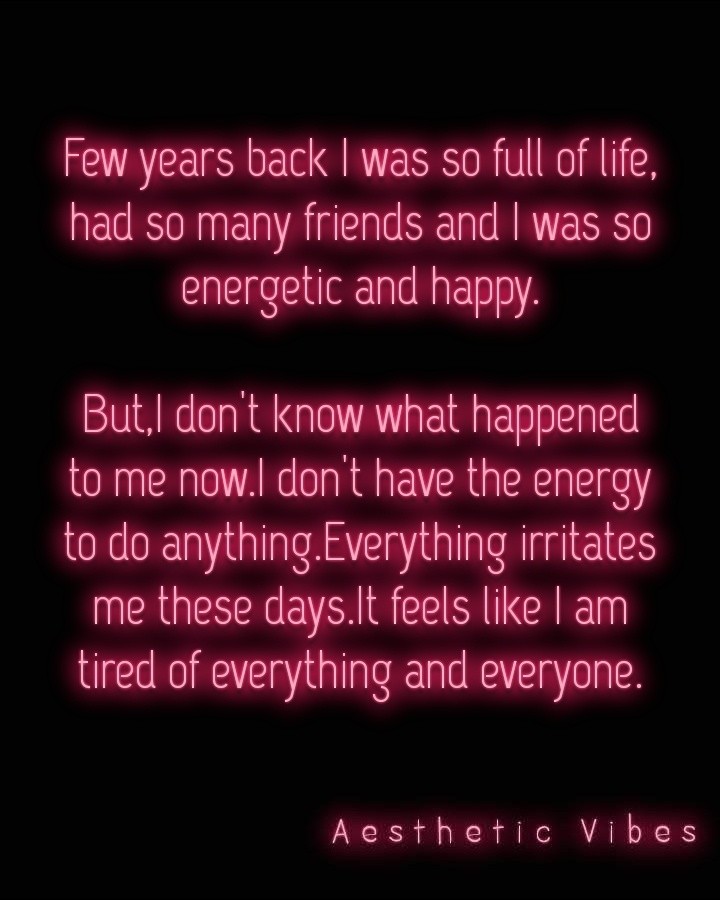 Few years back I was so full of life,
had so many friends and I was so
energetic and happy.
But,I don't know what happened
to me now.I don't have the energy
to do anything.Everything irritates
me these days.It feels like I am
tired of everything and everyone.
Aesthetic Vibes